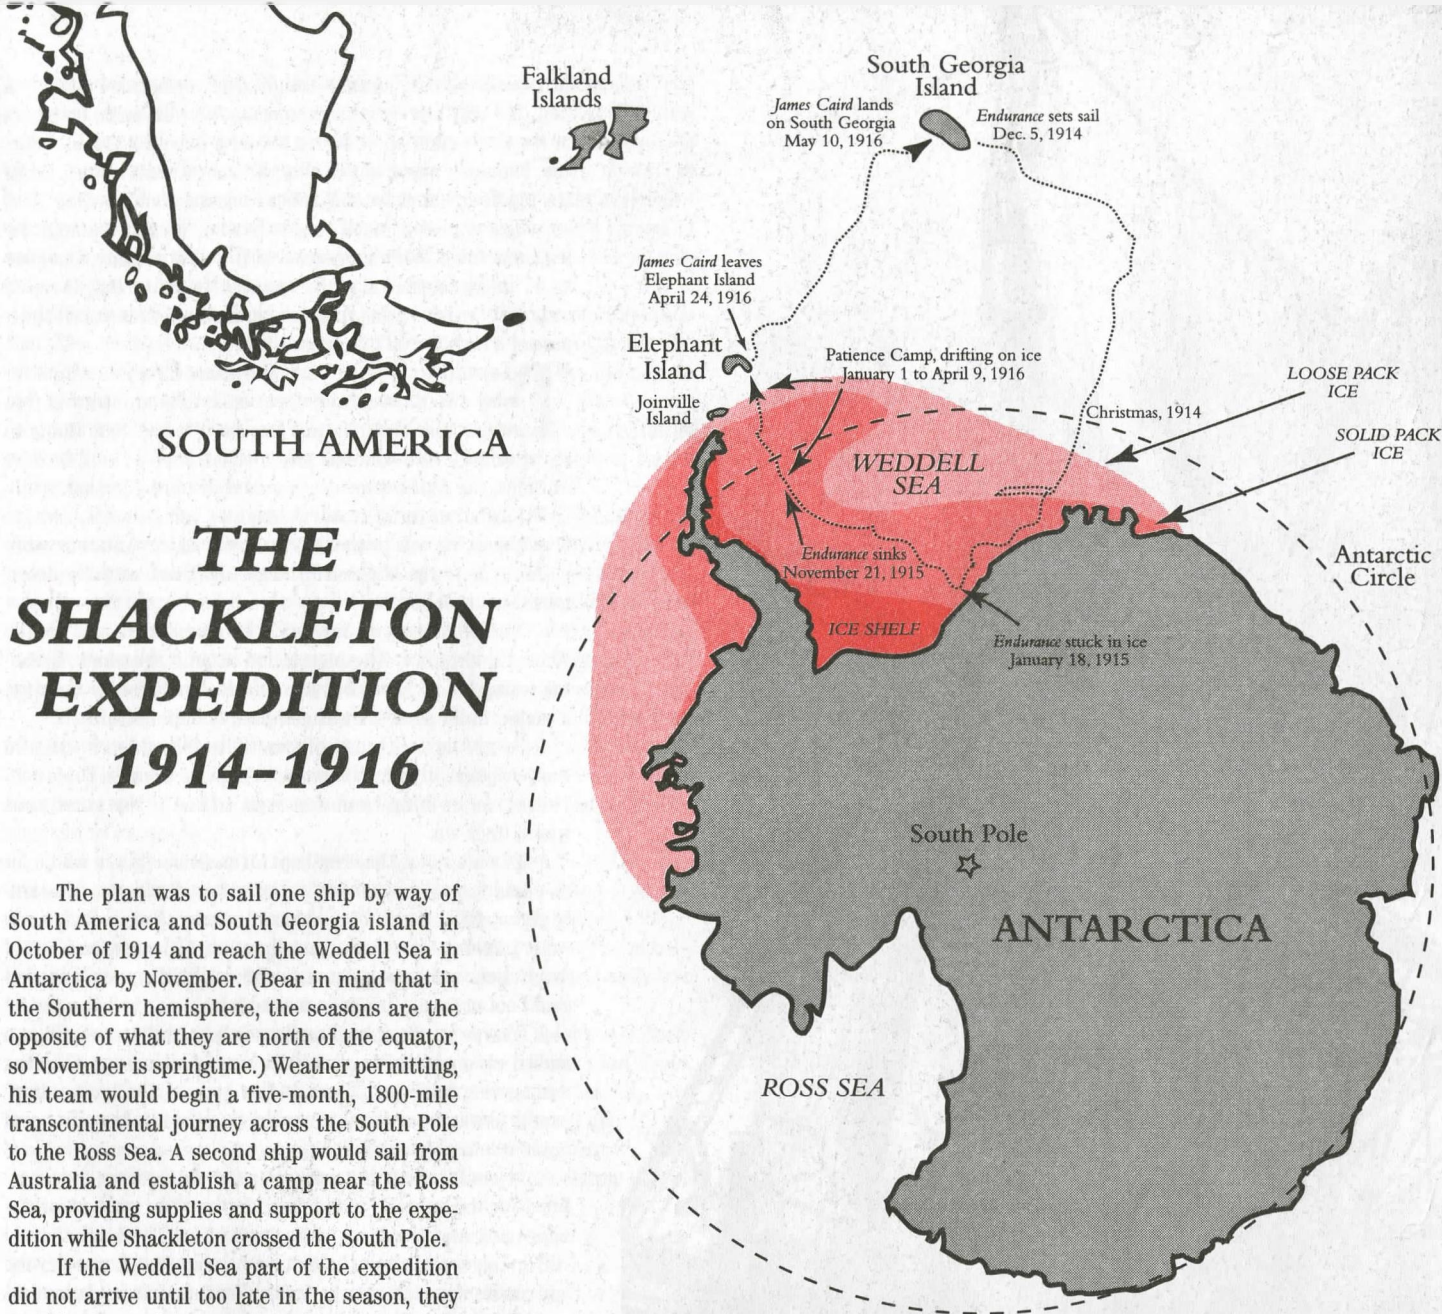 Falkland
Islands
South Georgia
Island
James Caird lands
on South Georgia
May 10, 1916
Endurance sets sail
Dec. 5, 1914
James Caird leaves
Elephant Island
April 24, 1916
Elephant
Island
Joinville
Island
Patience Camp, drifting on ice
January 1 to April 9, 1916
Christmas, 1914
LOOSE PACK
ICE
SOLID PACK
ICE
WEDDELL
SEA
Endurance sinks
November 21, 1915
ICE SHELF
Endurance stuck in ice
January 18, 1915
Antarctic
Circle
SOUTH AMERICA
THE
SHACKLETON
EXPEDITION
1914–1916
South Pole
ANTARCTICA
ROSS SEA
The plan was to sail one ship by way of
South America and South Georgia island in
October of 1914 and reach the Weddell Sea in
Antarctica by November. (Bear in mind that in
the Southern hemisphere, the seasons are the
opposite of what they are north of the equator,
so November is springtime.) Weather permitting,
his team would begin a five-month, 1800-mile
transcontinental journey across the South Pole
to the Ross Sea. A second ship would sail from
Australia and establish a camp near the Ross
Sea, providing supplies and support to the expe-
dition while Shackleton crossed the South Pole.
If the Weddell Sea part of the expedition
did not arrive until too late in the season, they